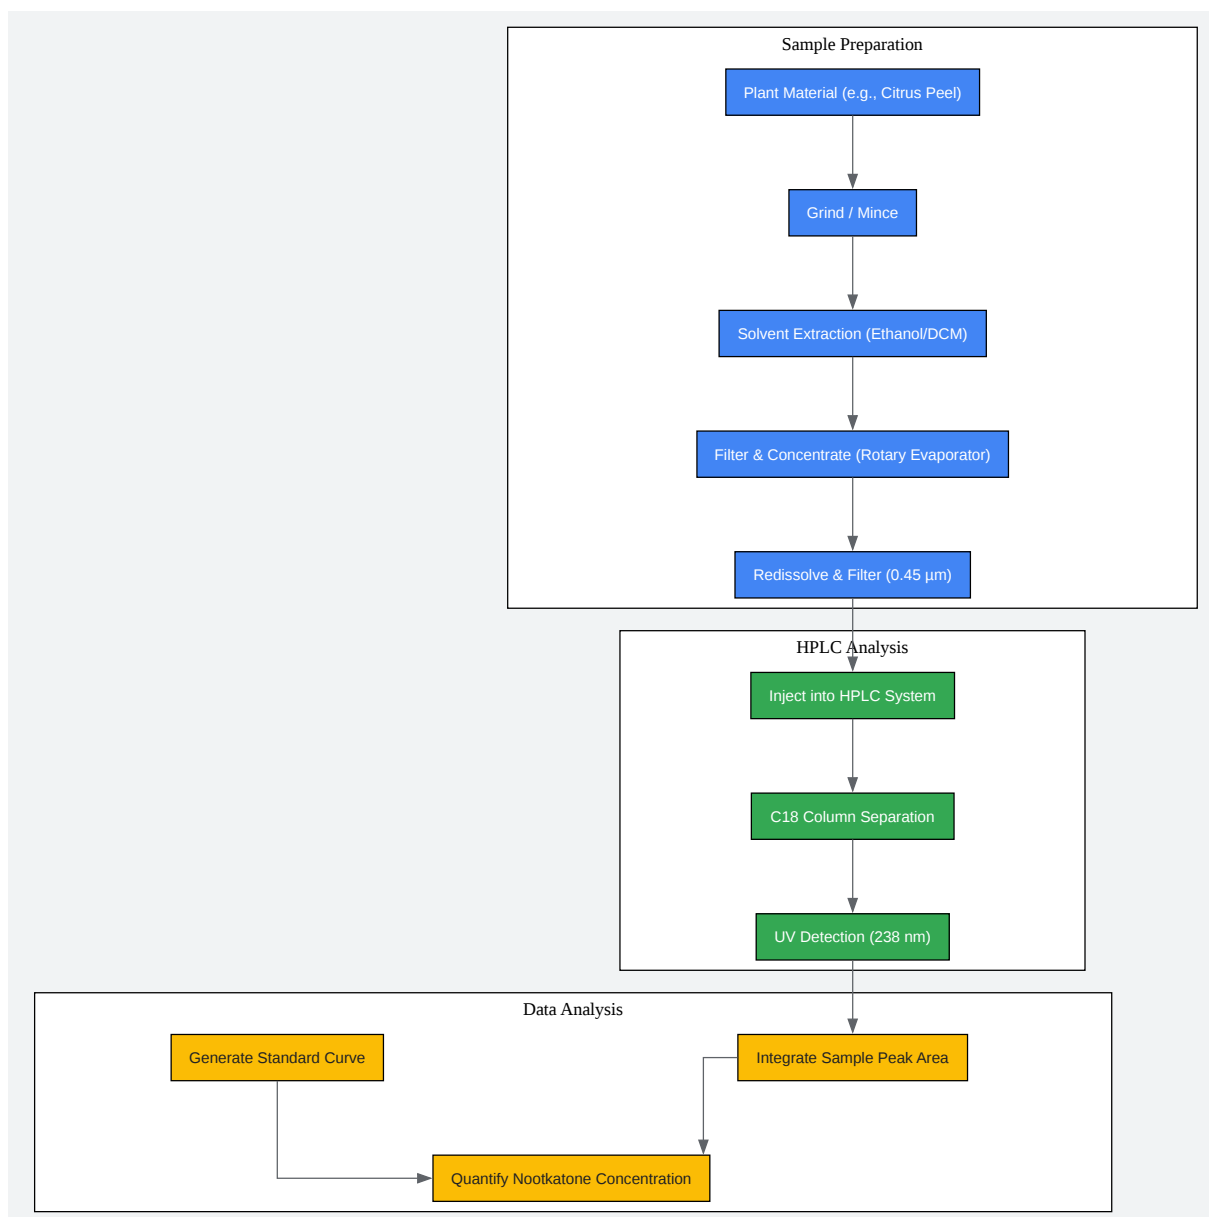 Sample Preparation
Plant Material (e.g., Citrus Peel)
Grind / Mince
Solvent Extraction (Ethanol/DCM)
Filter & Concentrate (Rotary Evaporator)
Redissolve & Filter (0.45 µm)
HPLC Analysis
Inject into HPLC System
C18 Column Separation
UV Detection (238 nm)
Data Analysis
Generate Standard Curve
Integrate Sample Peak Area
Quantify Nootkatone Concentration